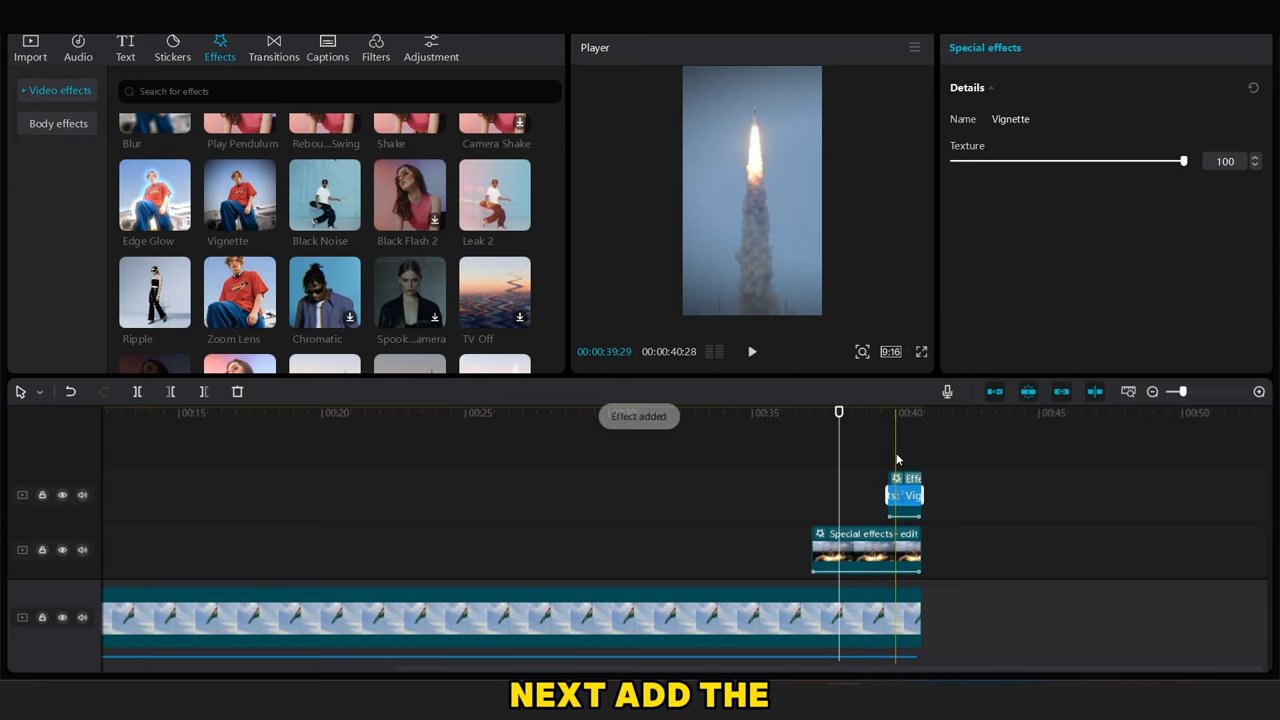 Import
Audio
Text
Stickers
Effects
Transitions
Captions
Filters
Adjustment
Player
Special effects
Video effects
Body effects
Search for effects
Blur
Play Pendulum
Rebou...Swing
Shake
Camera Shake
Edge Glow
Vignette
Black Noise
Black Flash 2
Leak 2
Ripple
Zoom Lens
Chromatic
Spook...amera
TV Off
Details
Name Vignette
Texture
100
00:00:39:29 00:00:40:28
9:16
00:15
00:20
00:25
00:35
00:40
00:45
00:50
Effect added
Effe
ts: Vig
Special effects - edit
NEXT ADD THE